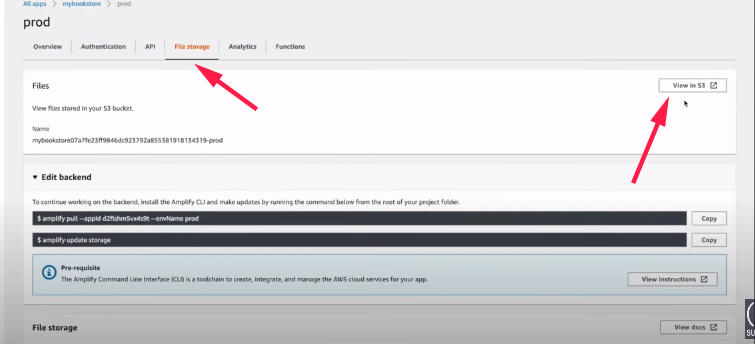 All apps > mybookstore > prod
prod
Overview Authentication API File storage Analytics Functions
Files
View in S3
View files stored in your S3 bucket.
Name
mybookstore07a7fe23ff9846dc923792a855381918134319-prod
Edit backend
To continue working on the backend, install the Amplify CLI and make updates by running the command below from the root of your project folder.
$ amplify pull --appId d2flshm5vx4s9t --envName prod
Copy
$ amplify update storage
Copy
Pre-requisite
The Amplify Command Line Interface (CLI) is a toolchain to create, integrate, and manage the AWS cloud services for your app.
View instructions
File storage
View docs
SU